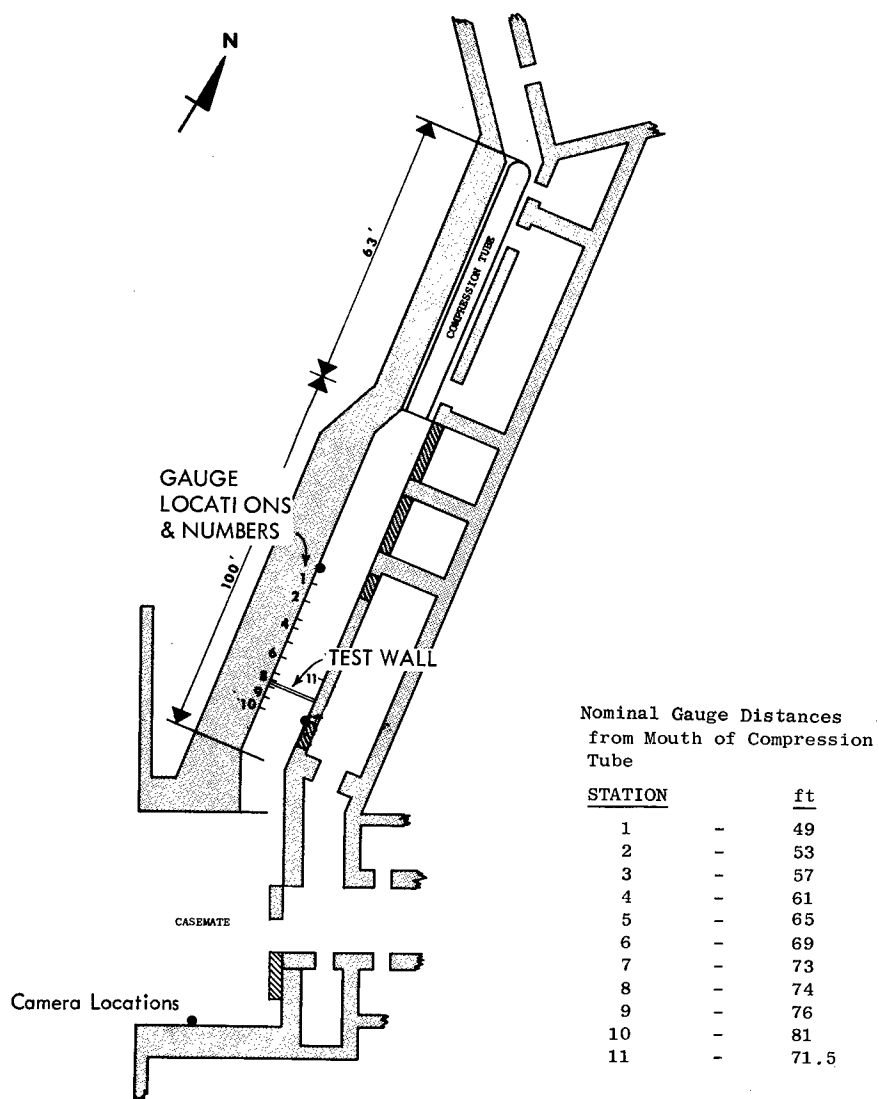 N
63'
COMPRESSION TUBE
GAUGE
LOCATIONS
& NUMBERS
100'
1
2
4
6
8
9
10
11
TEST WALL
CASEMATE
Camera Locations
Nominal Gauge Distances
from Mouth of Compression
Tube
STATION ft
1 - 49
2 - 53
3 - 57
4 - 61
5 - 65
6 - 69
7 - 73
8 - 74
9 - 76
10 - 81
11 - 71.5